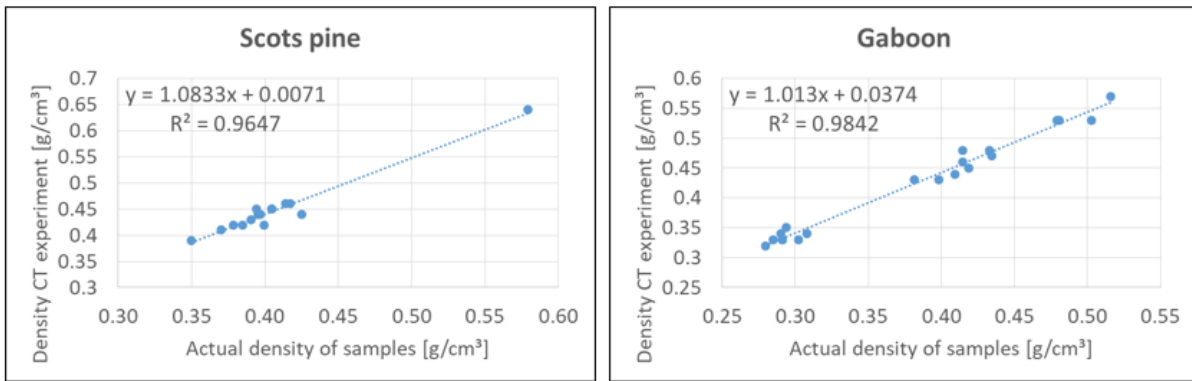 Scots pine
Density CT experiment [g/cm³]
0.7
0.65
0.6
0.55
0.5
0.45
0.4
0.35
0.3
y = 1.0833x + 0.0071
R² = 0.9647
0.30 0.35 0.40 0.45 0.50 0.55 0.60
Actual density of samples [g/cm³]
Gaboon
Density CT experiment [g/cm³]
0.6
0.55
0.5
0.45
0.4
0.35
0.3
0.25
y = 1.013x + 0.0374
R² = 0.9842
0.25 0.30 0.35 0.40 0.45 0.50 0.55
Actual density of samples [g/cm³]